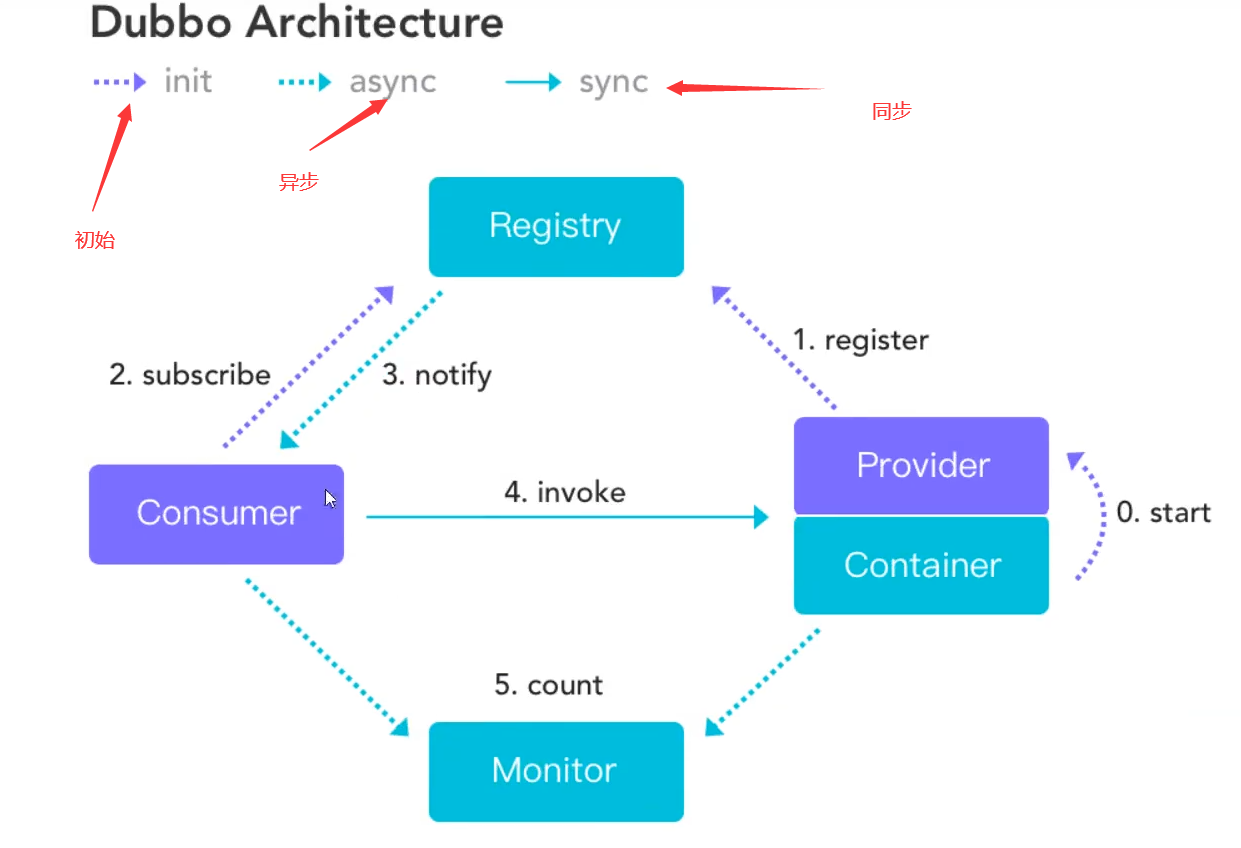 Dubbo Architecture
init
async
sync
同步
异步
初始
Registry
1. register
2. subscribe
3. notify
Provider
4. invoke
Consumer
0. start
Container
5. count
Monitor